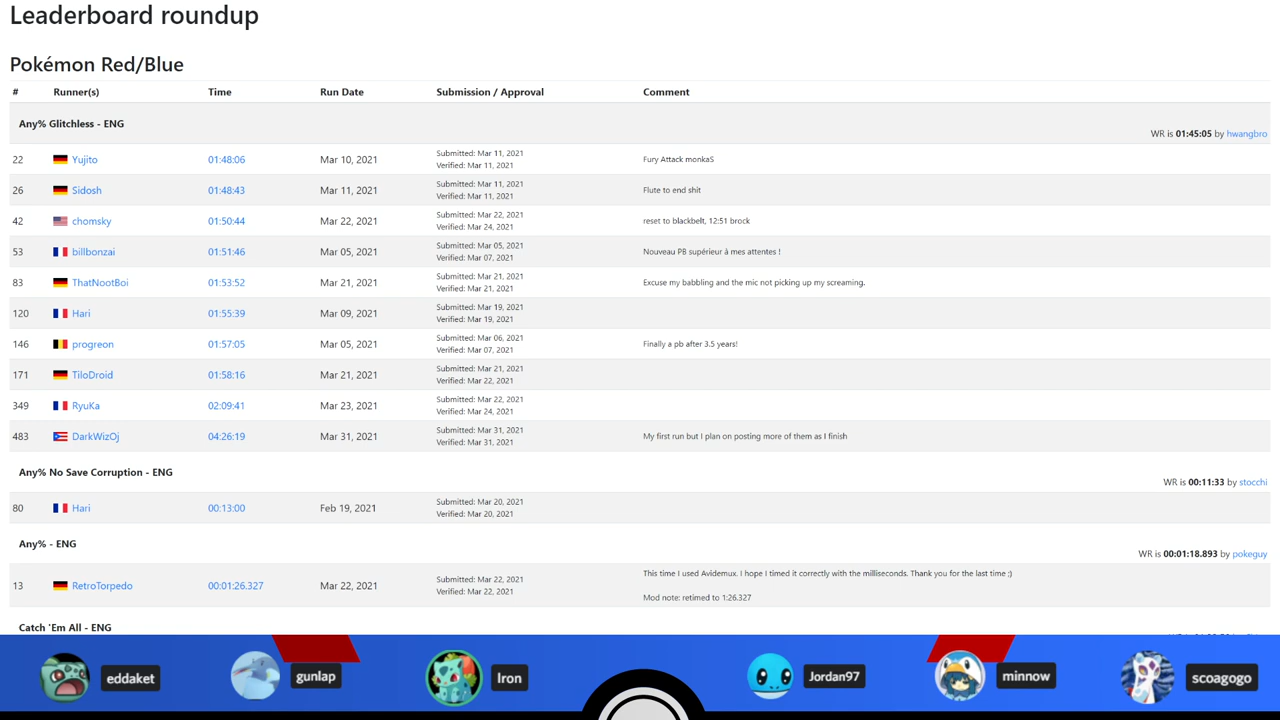 Leaderboard roundup
Pokémon Red/Blue
# Runner(s) Time Run Date Submission / Approval Comment
Any% Glitchless - ENG
WR is 01:45:05 by hwangbro
22 Yujito 01:48:06 Mar 10, 2021 Submitted: Mar 11, 2021 Verified: Mar 11, 2021 Fury Attack monkaS
26 Sidosh 01:48:43 Mar 11, 2021 Submitted: Mar 11, 2021 Verified: Mar 11, 2021 Flute to end shit
42 chomsky 01:50:44 Mar 22, 2021 Submitted: Mar 22, 2021 Verified: Mar 24, 2021 reset to blackbelt, 12:51 brock
53 billbonzai 01:51:46 Mar 05, 2021 Submitted: Mar 05, 2021 Verified: Mar 07, 2021 Nouveau PB supérieur à mes attentes !
83 ThatNootBoi 01:53:52 Mar 21, 2021 Submitted: Mar 21, 2021 Verified: Mar 21, 2021 Excuse my babbling and the mic not picking up my screaming.
120 Hari 01:55:39 Mar 09, 2021 Submitted: Mar 19, 2021 Verified: Mar 19, 2021
146 progreon 01:57:05 Mar 05, 2021 Submitted: Mar 06, 2021 Verified: Mar 07, 2021 Finally a pb after 3.5 years!
171 TiloDroid 01:58:16 Mar 21, 2021 Submitted: Mar 21, 2021 Verified: Mar 22, 2021
349 RyuKa 02:09:41 Mar 23, 2021 Submitted: Mar 22, 2021 Verified: Mar 24, 2021
483 DarkWizOj 04:26:19 Mar 31, 2021 Submitted: Mar 31, 2021 Verified: Mar 31, 2021 My first run but I plan on posting more of them as I finish
Any% No Save Corruption - ENG
WR is 00:11:33 by stocchi
80 Hari 00:13:00 Feb 19, 2021 Submitted: Mar 20, 2021 Verified: Mar 20, 2021
Any% - ENG
WR is 00:01:18.893 by pokeguy
13 RetroTorpedo 00:01:26.327 Mar 22, 2021 Submitted: Mar 22, 2021 Verified: Mar 22, 2021 This time I used Avidemux. I hope I timed it correctly with the milliseconds. Thank you for the last time ;)
Mod note: retimed to 1:26.327
Catch 'Em All - ENG
eddaket gunlap Iron Jordan97 minnow scoagogo